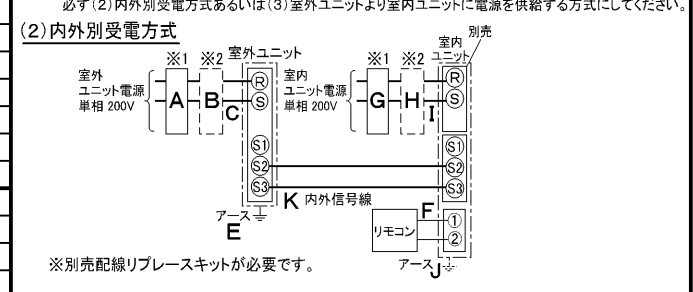 必ず(2)内外別受電方式あるいは(3)室外ユニットより室内ユニットに電源を供給する方式にしてください。
(2)内外別受電方式
別売
※1 ※2 室外ユニット
※1 ※2 室内
ユニット
室外
ユニット電源
単相 200V
A B C
R
S
S1
S2
S3
室内
ユニット電源
単相 200V
G H I
R
S
S1
S2
S3
K 内外信号線
アース
E
リモコン
F
①
②
アース J
※別売配線リプレースキットが必要です。